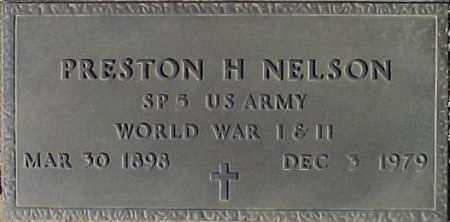 PRESTON H NELSON
SP 5 US ARMY
WORLD WAR I & II
MAR 30 1898 DEC 3 1979